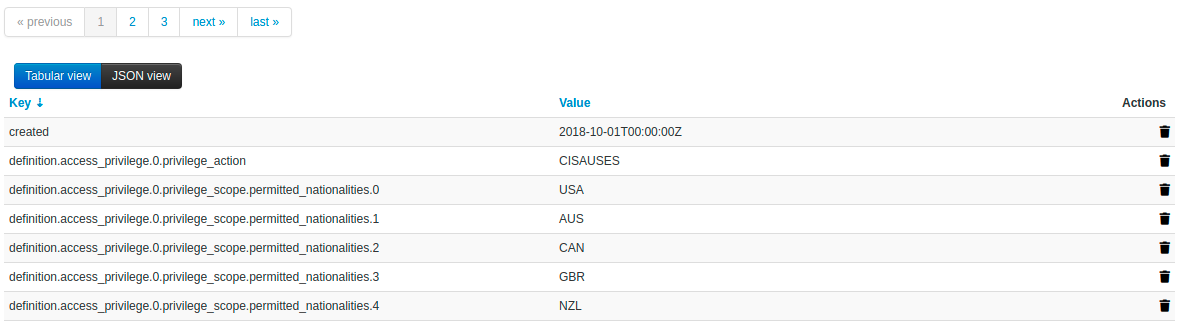 « previous 1 2 3 next » last »
Tabular view JSON view
Key ↓ Value Actions
created 2018-10-01T00:00:00Z
definition.access_privilege.0.privilege_action CISAUSES
definition.access_privilege.0.privilege_scope.permitted_nationalities.0 USA
definition.access_privilege.0.privilege_scope.permitted_nationalities.1 AUS
definition.access_privilege.0.privilege_scope.permitted_nationalities.2 CAN
definition.access_privilege.0.privilege_scope.permitted_nationalities.3 GBR
definition.access_privilege.0.privilege_scope.permitted_nationalities.4 NZL